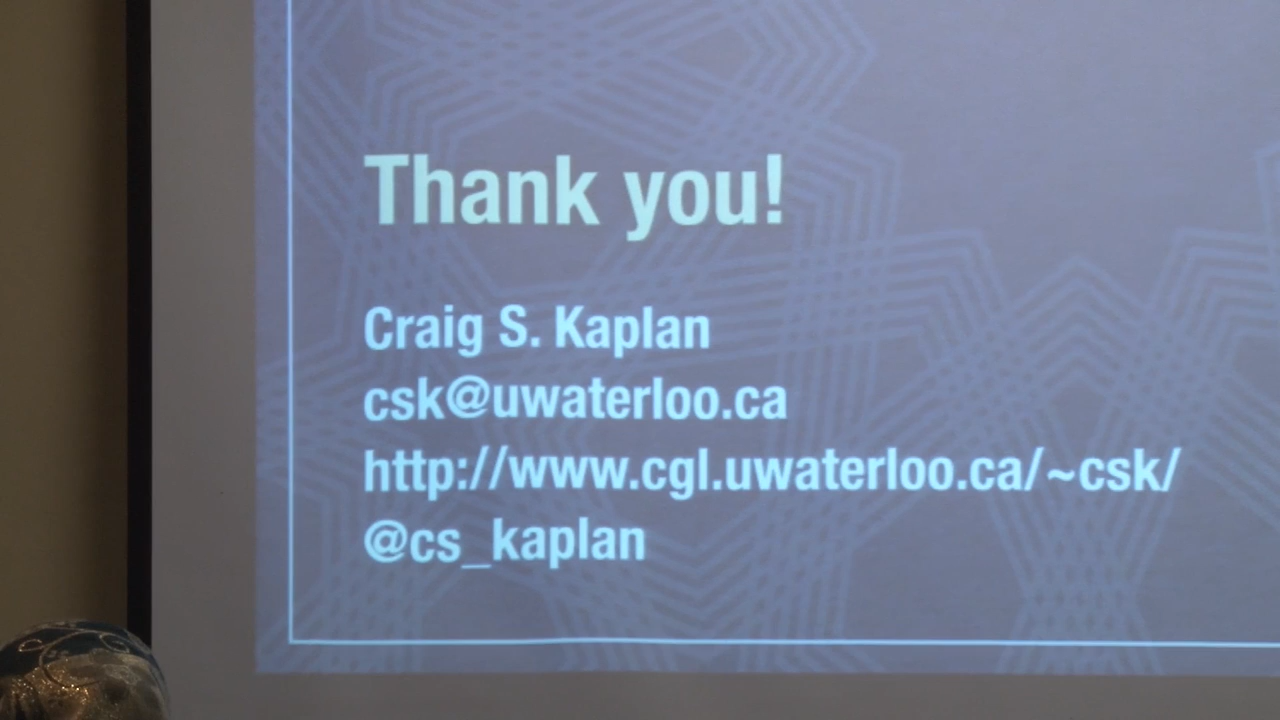 Thank you!
Craig S. Kaplan
csk@uwaterloo.ca
http://www.cgl.uwaterloo.ca/~csk/
@cs_kaplan